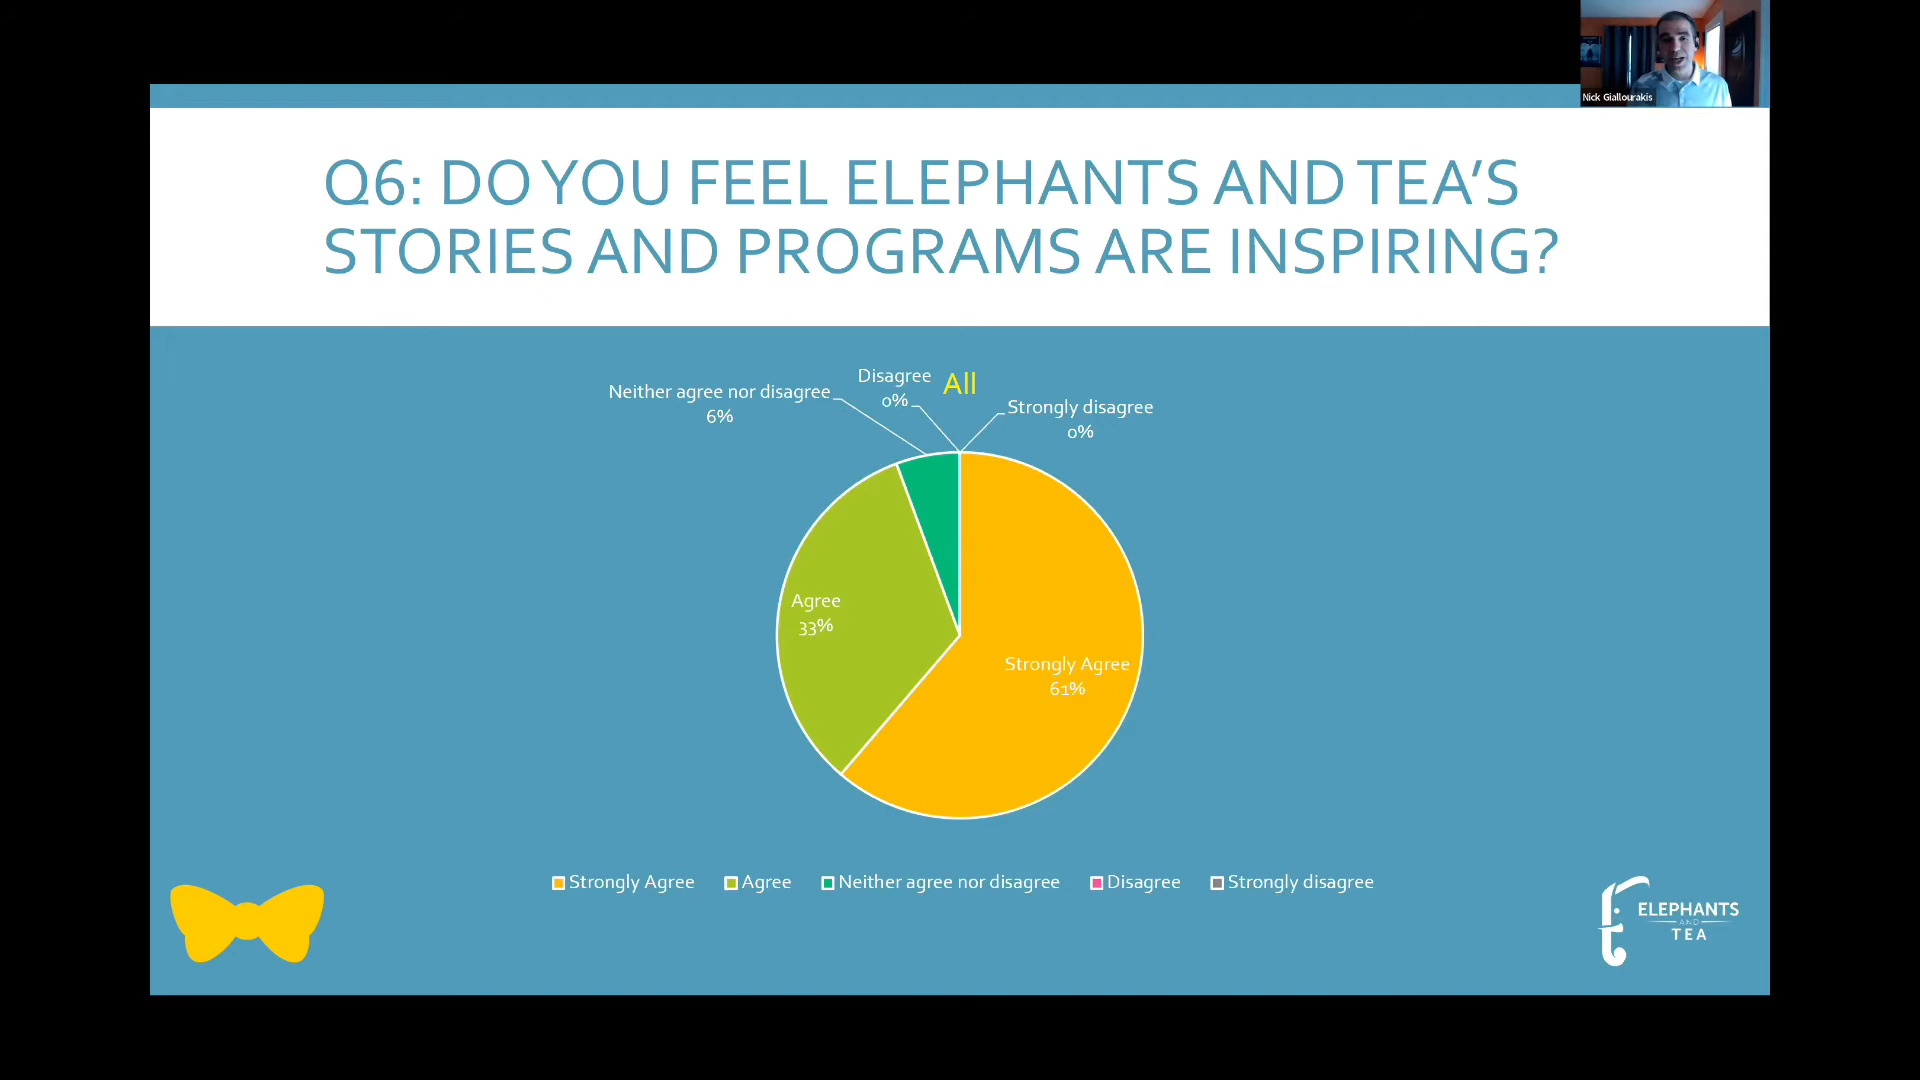 Nick Giallourakis
Q6: DO YOU FEEL ELEPHANTS AND TEA’S
STORIES AND PROGRAMS ARE INSPIRING?
All
Neither agree nor disagree
6%
Disagree
0%
Strongly disagree
0%
Agree
33%
Strongly Agree
61%
Strongly Agree
Agree
Neither agree nor disagree
Disagree
Strongly disagree
ELEPHANTS
AND
TEA